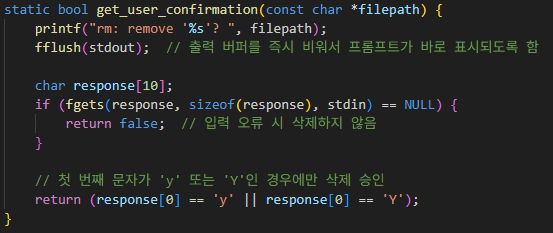 static bool get_user_confirmation(const char *filepath) {
    printf("rm: remove '%s'? ", filepath);
    fflush(stdout);  // 출력 버퍼를 즉시 비워서 프롬프트가 바로 표시되도록 함

    char response[10];
    if (fgets(response, sizeof(response), stdin) == NULL) {
        return false;  // 입력 오류 시 삭제하지 않음
    }

    // 첫 번째 문자가 'y' 또는 'Y'인 경우에만 삭제 승인
    return (response[0] == 'y' || response[0] == 'Y');
}